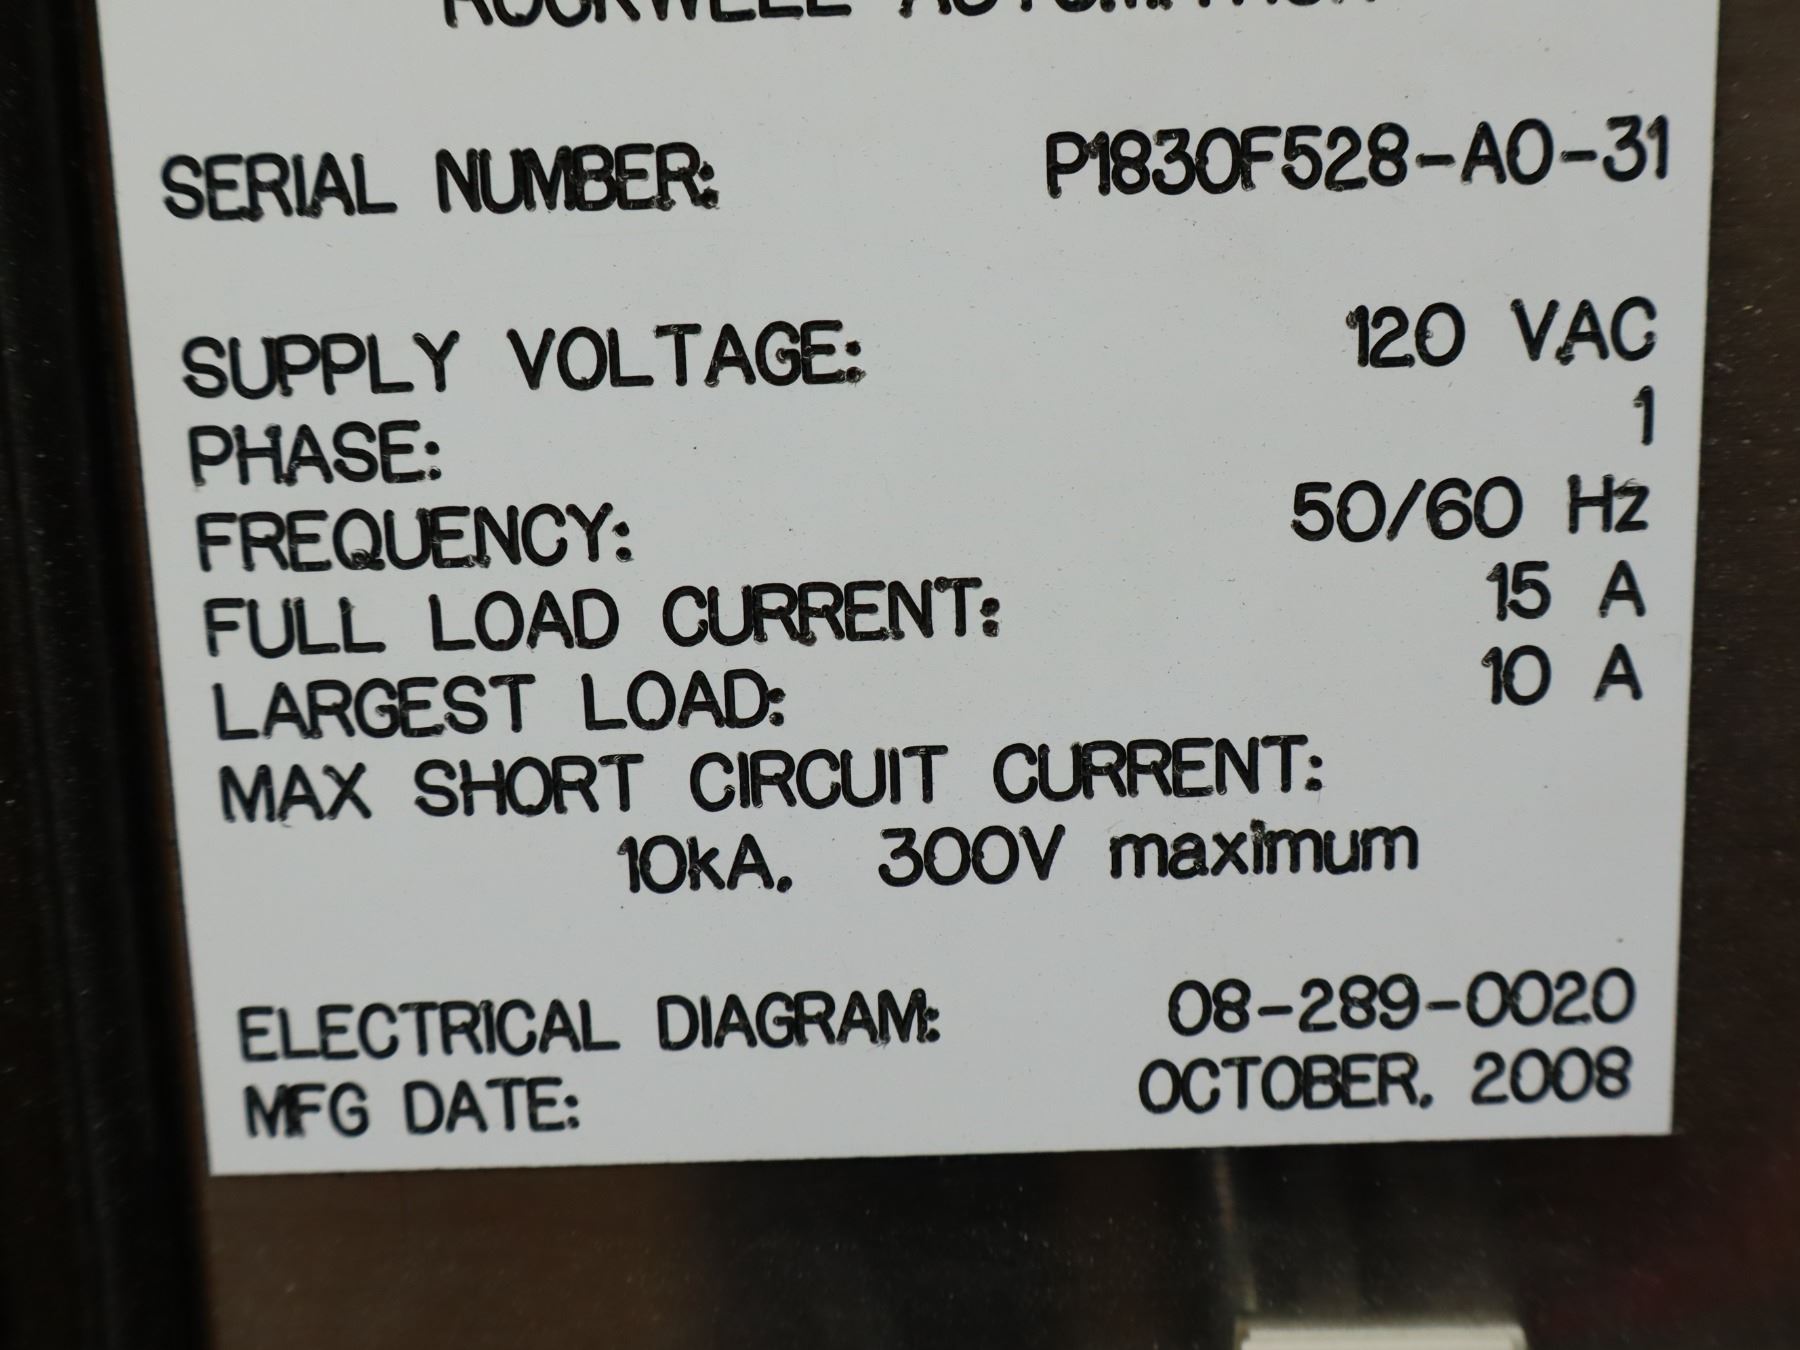 ROCKWELL AUTOMATION
SERIAL NUMBER: P1830F528-A0-31
SUPPLY VOLTAGE: 120 VAC
PHASE: 1
FREQUENCY: 50/60 Hz
FULL LOAD CURRENT: 15 A
LARGEST LOAD: 10 A
MAX SHORT CIRCUIT CURRENT:
10kA, 300V maximum
ELECTRICAL DIAGRAM: 08-289-0020
MFG DATE: OCTOBER, 2008